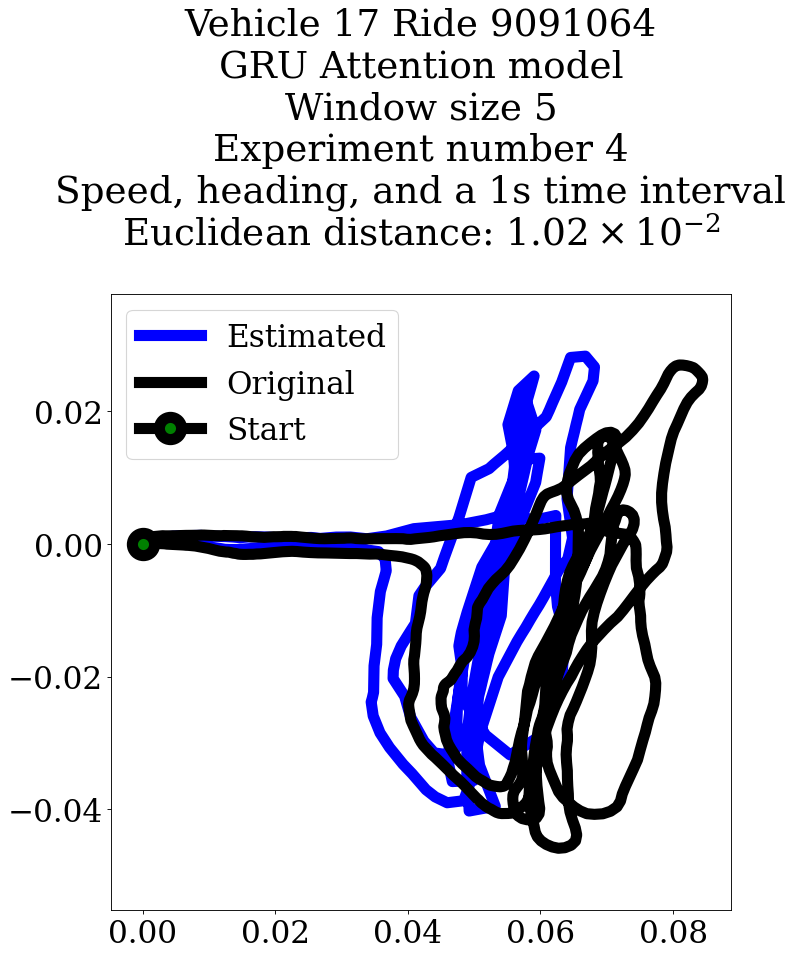 Vehicle 17 Ride 9091064
GRU Attention model
Window size 5
Experiment number 4
Speed, heading, and a 1s time interval
Euclidean distance: 1.02 × 10⁻²
Estimated
Original
Start
0.02
0.00
−0.02
−0.04
0.00 0.02 0.04 0.06 0.08